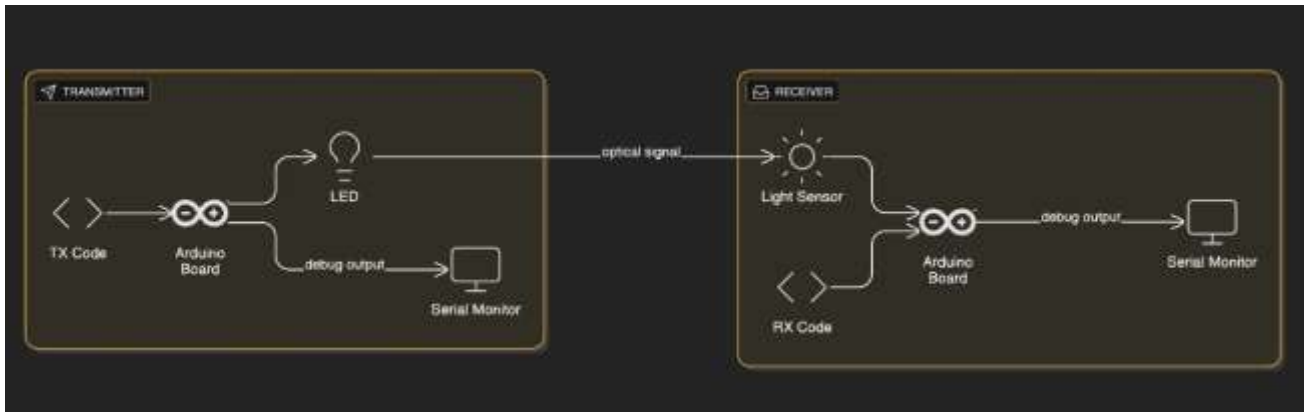 TRANSMITTER
LED
TX Code
Arduino
Board
debug output
Serial Monitor
optical signal
RECEIVER
Light Sensor
RX Code
Arduino
Board
debug output
Serial Monitor